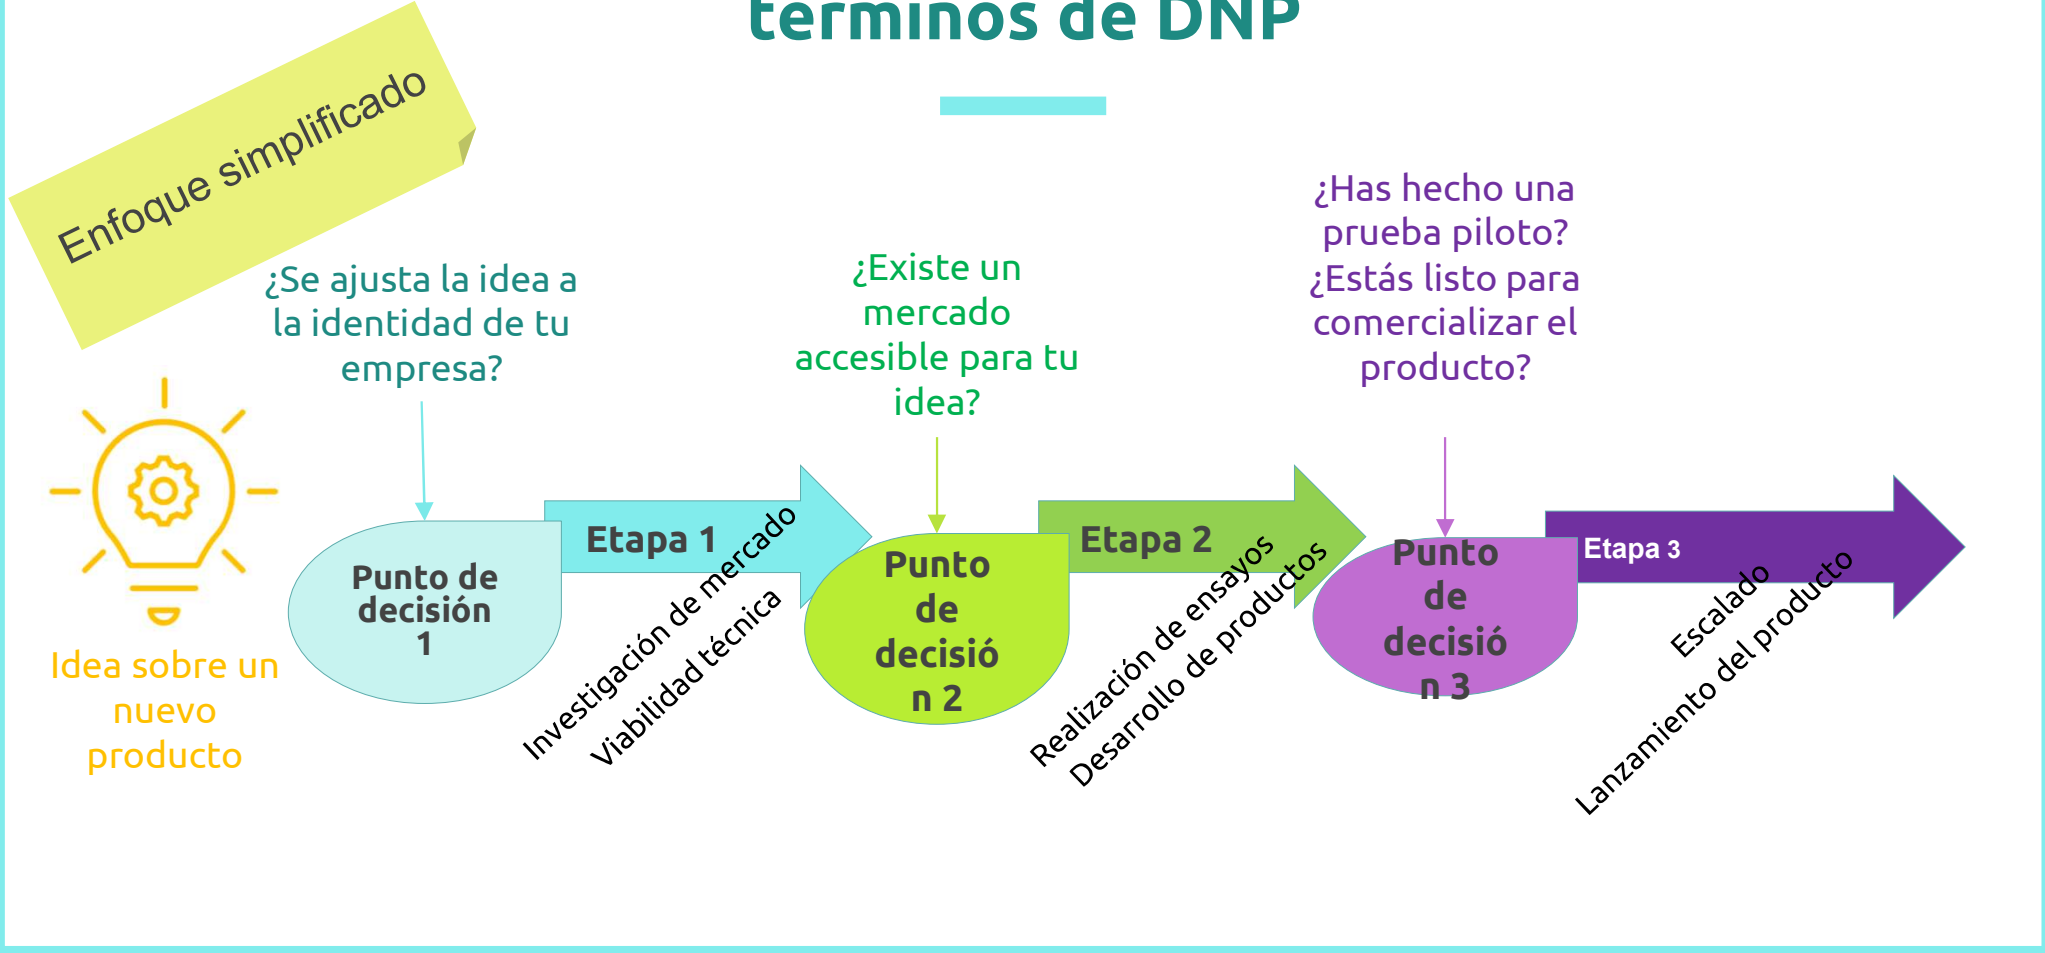 términos de DNP
Enfoque simplificado
¿Se ajusta la idea a
la identidad de tu
empresa?
¿Existe un
mercado
accesible para tu
idea?
¿Has hecho una
prueba piloto?
¿Estás listo para
comercializar el
producto?
Idea sobre un
nuevo
producto
Punto de
decisión
1
Etapa 1
Investigación de mercado
Viabilidad técnica
Punto
de
decisió
n 2
Etapa 2
Realización de ensayos
Desarrollo de productos
Punto
de
decisió
n 3
Etapa 3
Escalado
Lanzamiento del producto